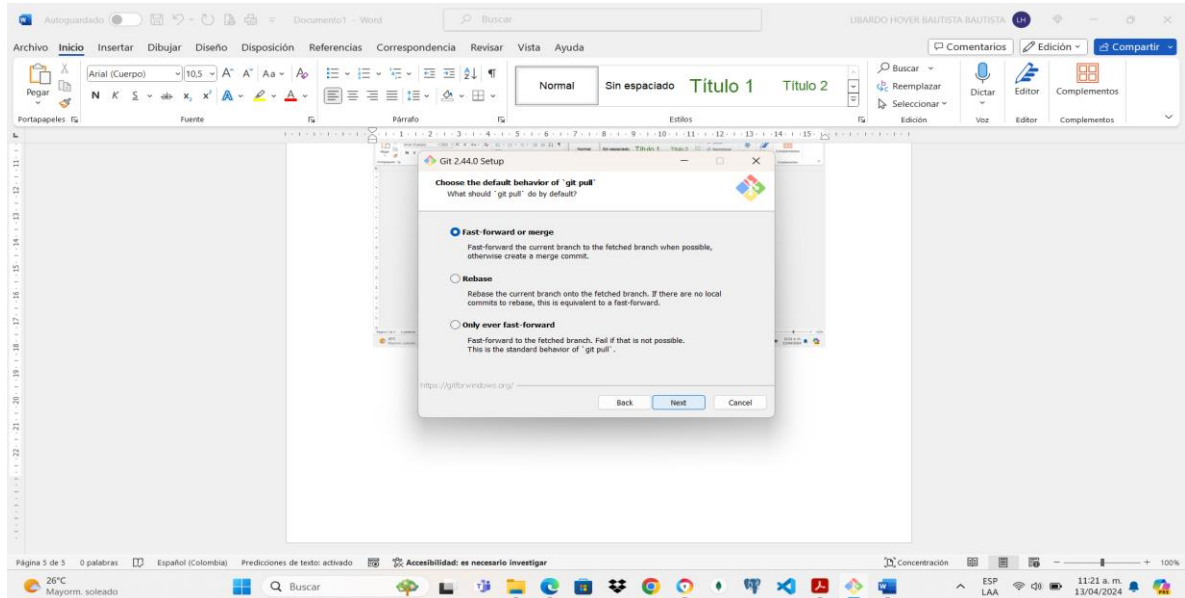 Autoguardado
Documento1 - Word
Buscar
LIBARDO HOVER BAUTISTA BAUTISTA
LH
Archivo Inicio Insertar Dibujar Diseño Disposición Referencias Correspondencia Revisar Vista Ayuda
Comentarios Edición Compartir
Pegar
Arial (Cuerpo) 10,5
N K S ab x₂ x²
Normal
Sin espaciado
Título 1
Título 2
Buscar
Reemplazar
Seleccionar
Dictar
Editor
Complementos
Portapapeles Fuente Párrafo Estilos Edición Voz Editor Complementos
Git 2.44.0 Setup
Choose the default behavior of `git pull`
What should `git pull` do by default?
Fast-forward or merge
Fast-forward the current branch to the fetched branch when possible,
otherwise create a merge commit.
Rebase
Rebase the current branch onto the fetched branch. If there are no local
commits to rebase, this is equivalent to a fast-forward.
Only ever fast-forward
Fast-forward to the fetched branch. Fail if that is not possible.
This is the standard behavior of `git pull`.
https://gitforwindows.org/
Back Next Cancel
Página 5 de 5 0 palabras Español (Colombia) Predicciones de texto: activado Accesibilidad: es necesario investigar Concentración 100%
26°C
Mayorm. soleado
Buscar
ESP
LAA
11:21 a. m.
13/04/2024